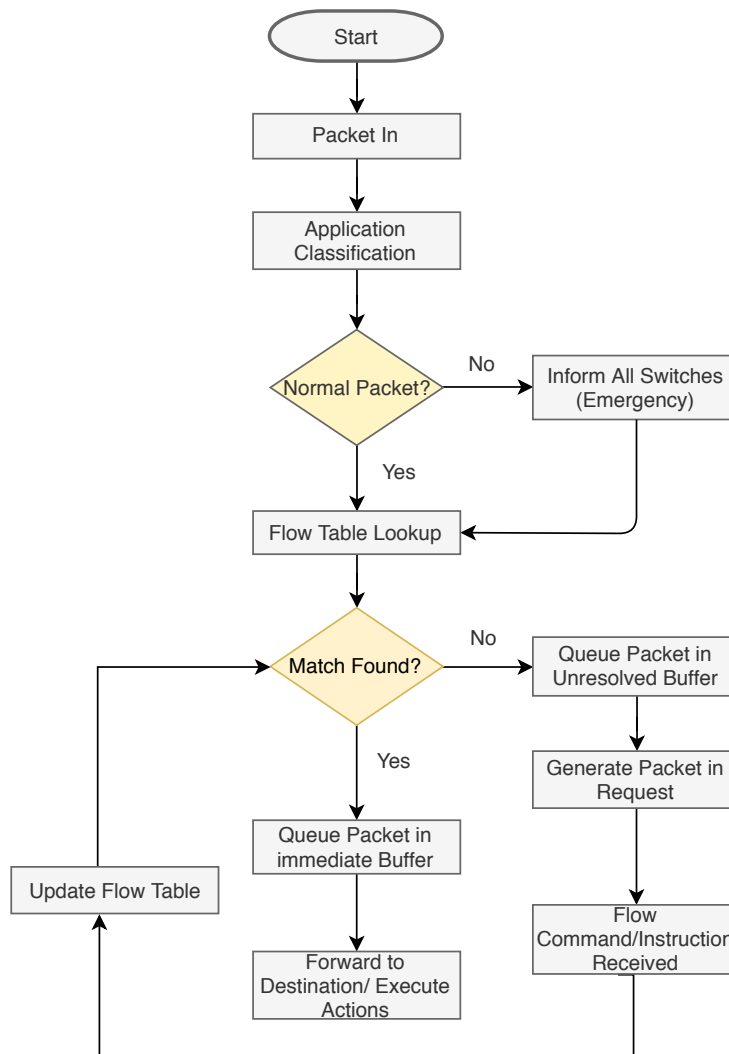 Start
Packet In
Application
Classification
Normal Packet?
No
Inform All Switches
(Emergency)
Yes
Flow Table Lookup
Match Found?
No
Queue Packet in
Unresolved Buffer
Yes
Generate Packet in
Request
Queue Packet in
immediate Buffer
Update Flow Table
Flow
Command/Instruction
Received
Forward to
Destination/ Execute
Actions